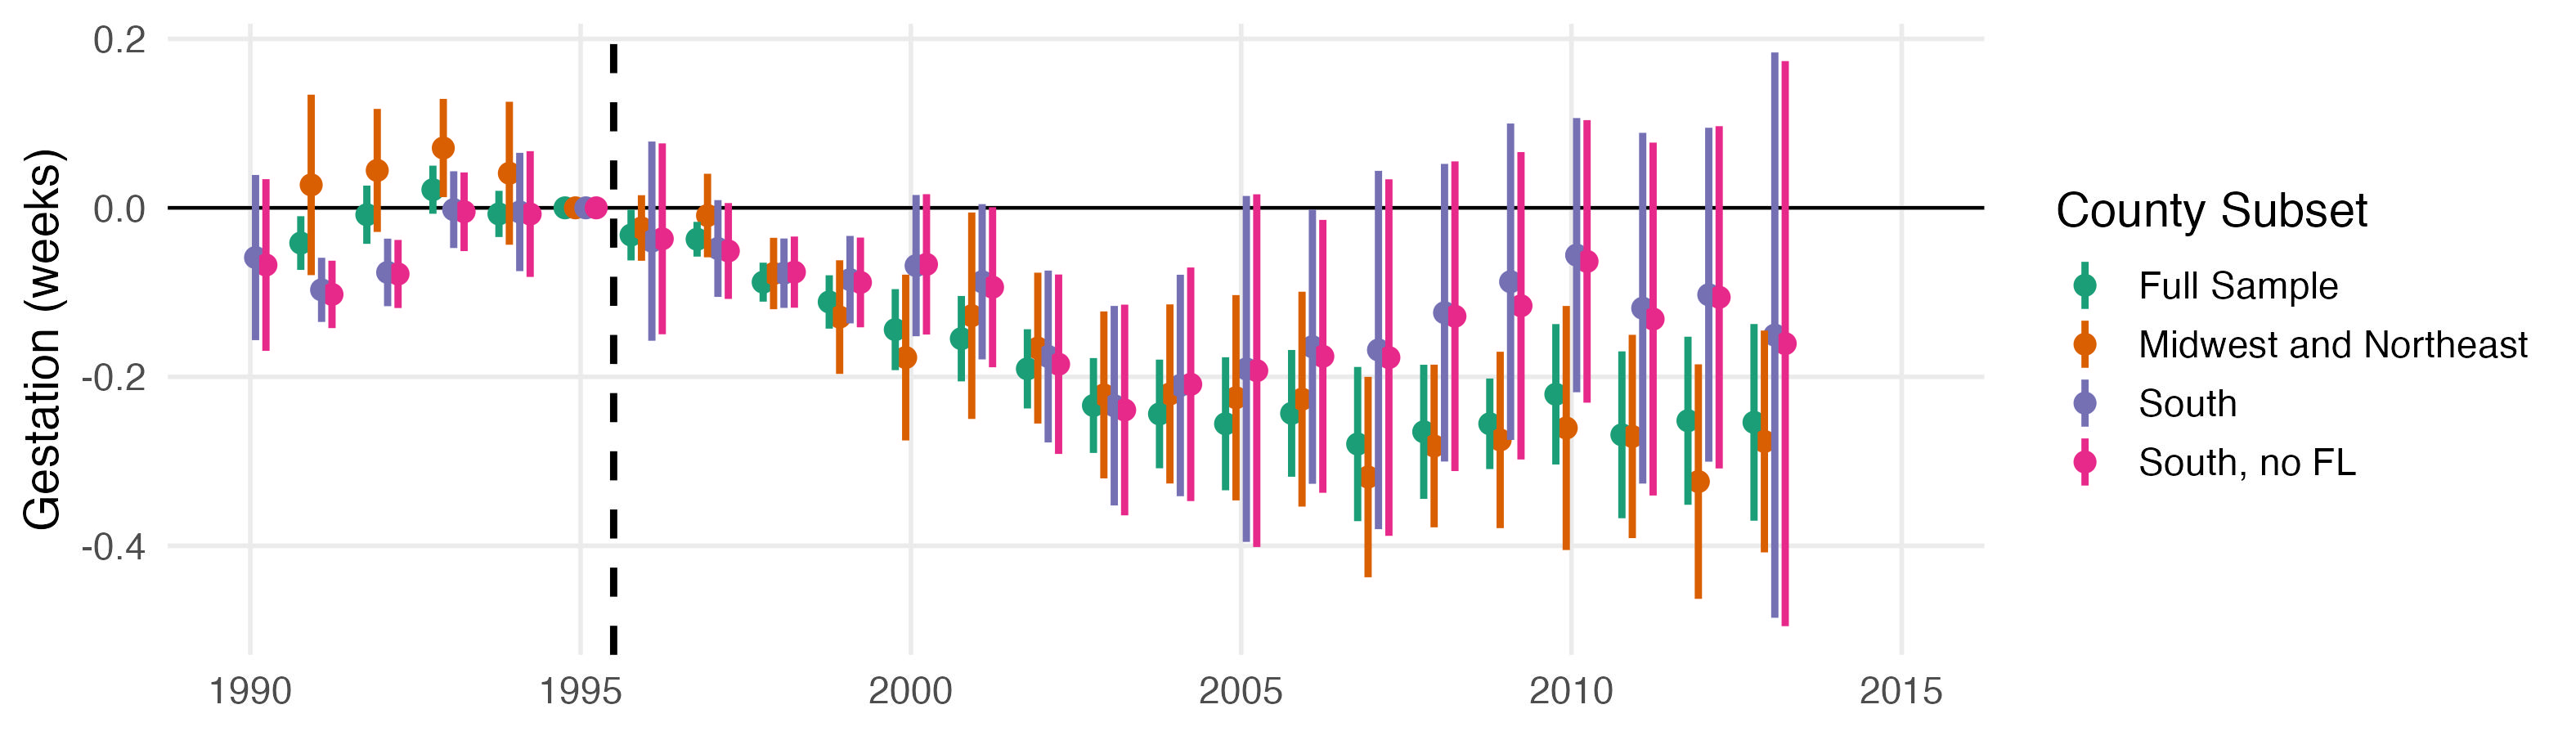 Gestation (weeks)
0.2
0.0
-0.2
-0.4
1990 1995 2000 2005 2010 2015
County Subset
Full Sample
Midwest and Northeast
South
South, no FL